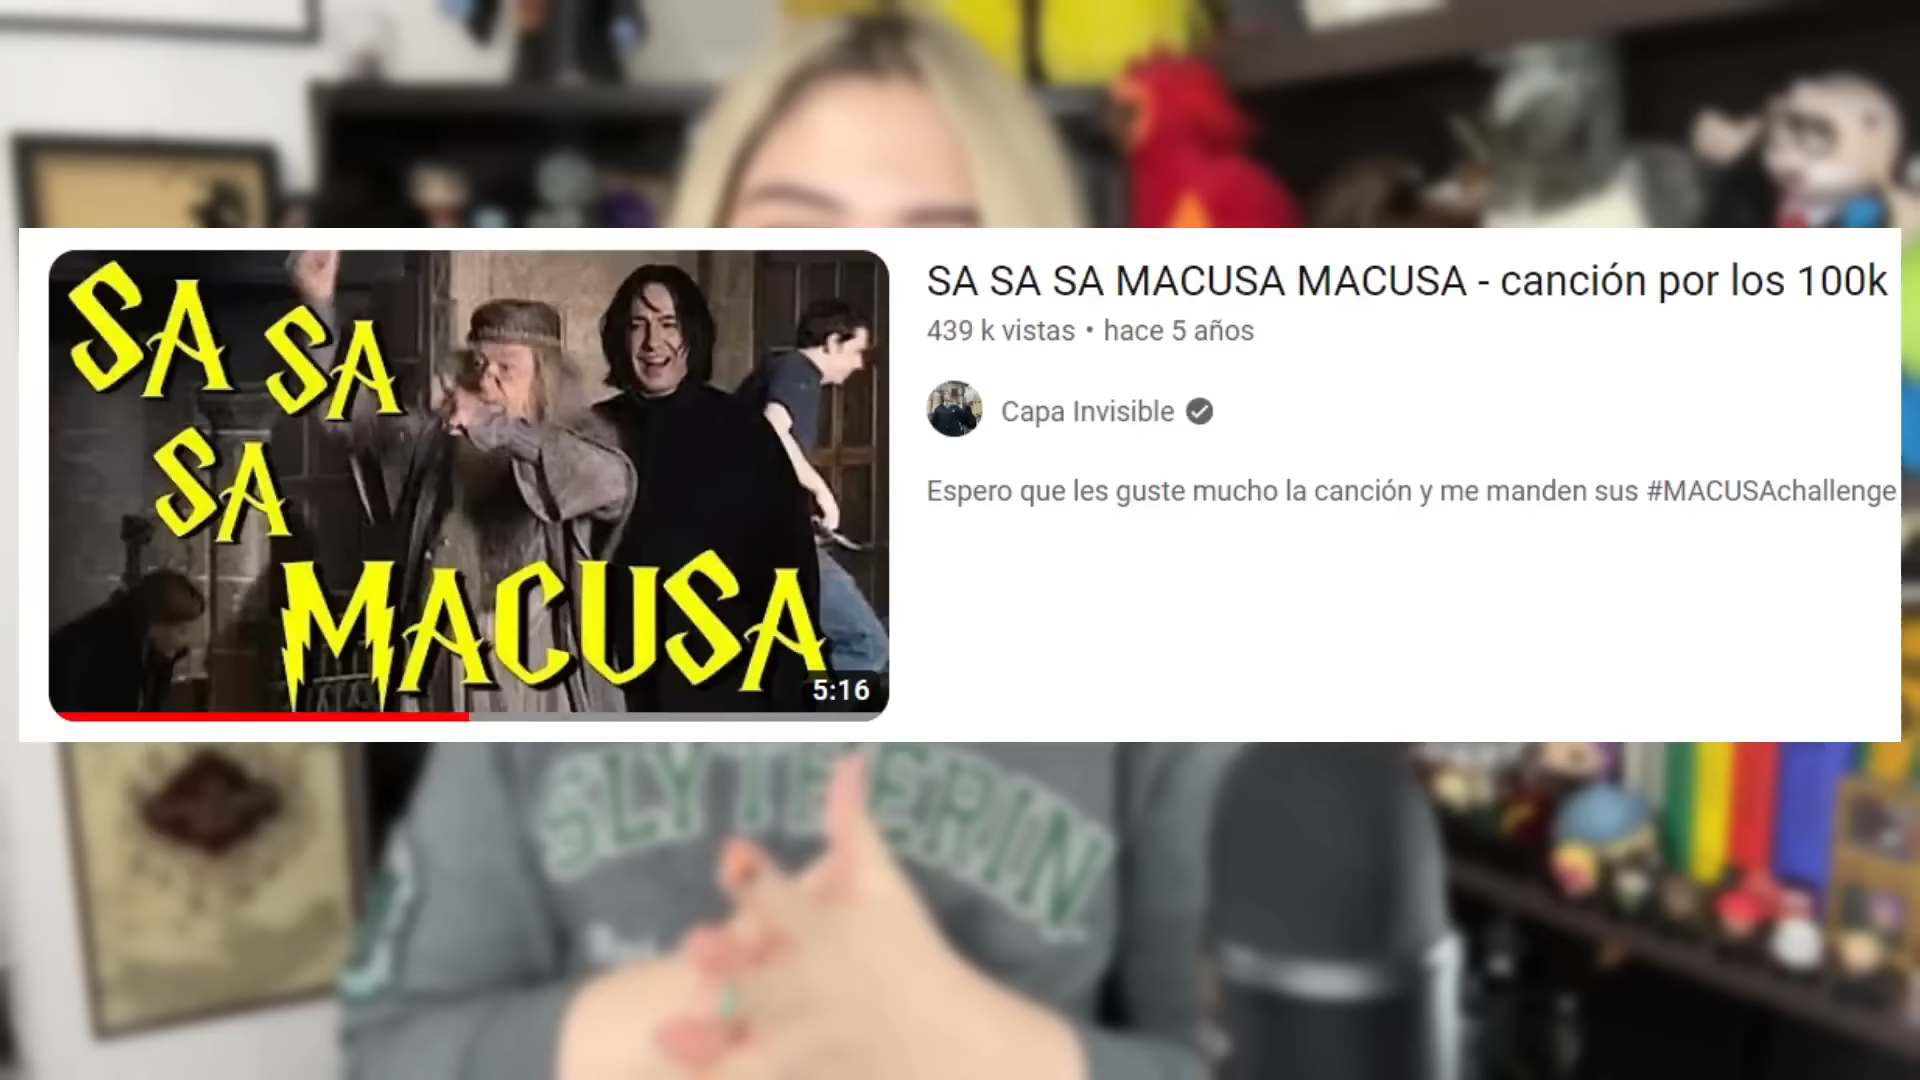 SA SA
SA
MACUSA
5:16
SA SA SA MACUSA MACUSA - canción por los 100k
439 k vistas • hace 5 años
Capa Invisible
Espero que les guste mucho la canción y me manden sus #MACUSAchallenge
SLYTHERIN